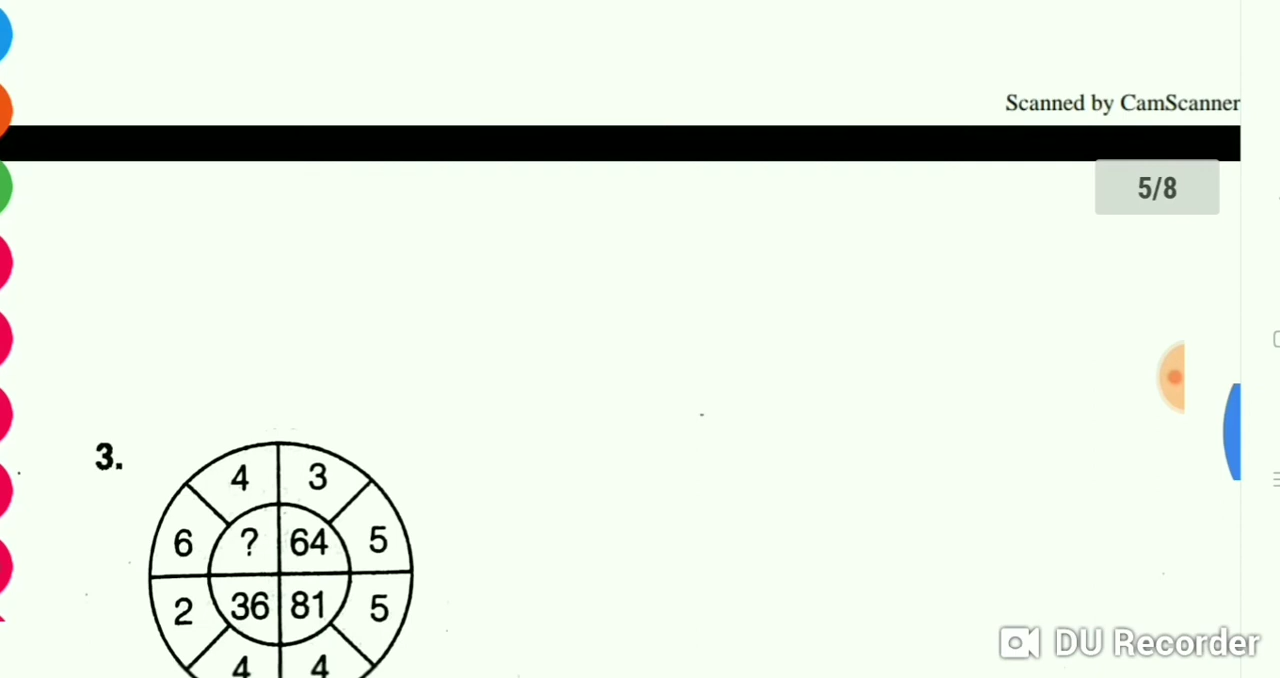 Scanned by CamScanner
5/8
3.
4 3
6 ? 64 5
2 36 81 5
4 4
DU Recorder